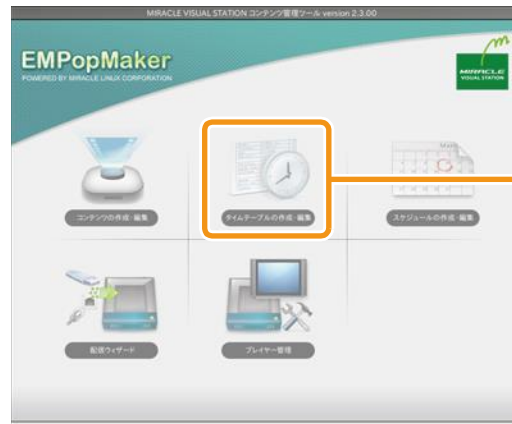 MIRACLE VISUAL STATION コンテンツ管理ツール version 2.3.00
EMPopMaker
POWERED BY MIRACLE LINUX CORPORATION
MIRACLE
VISUAL STATION
コンテンツの作成・編集
タイムテーブルの作成・編集
スケジュールの作成・編集
配信ウィザード
プレイヤー管理